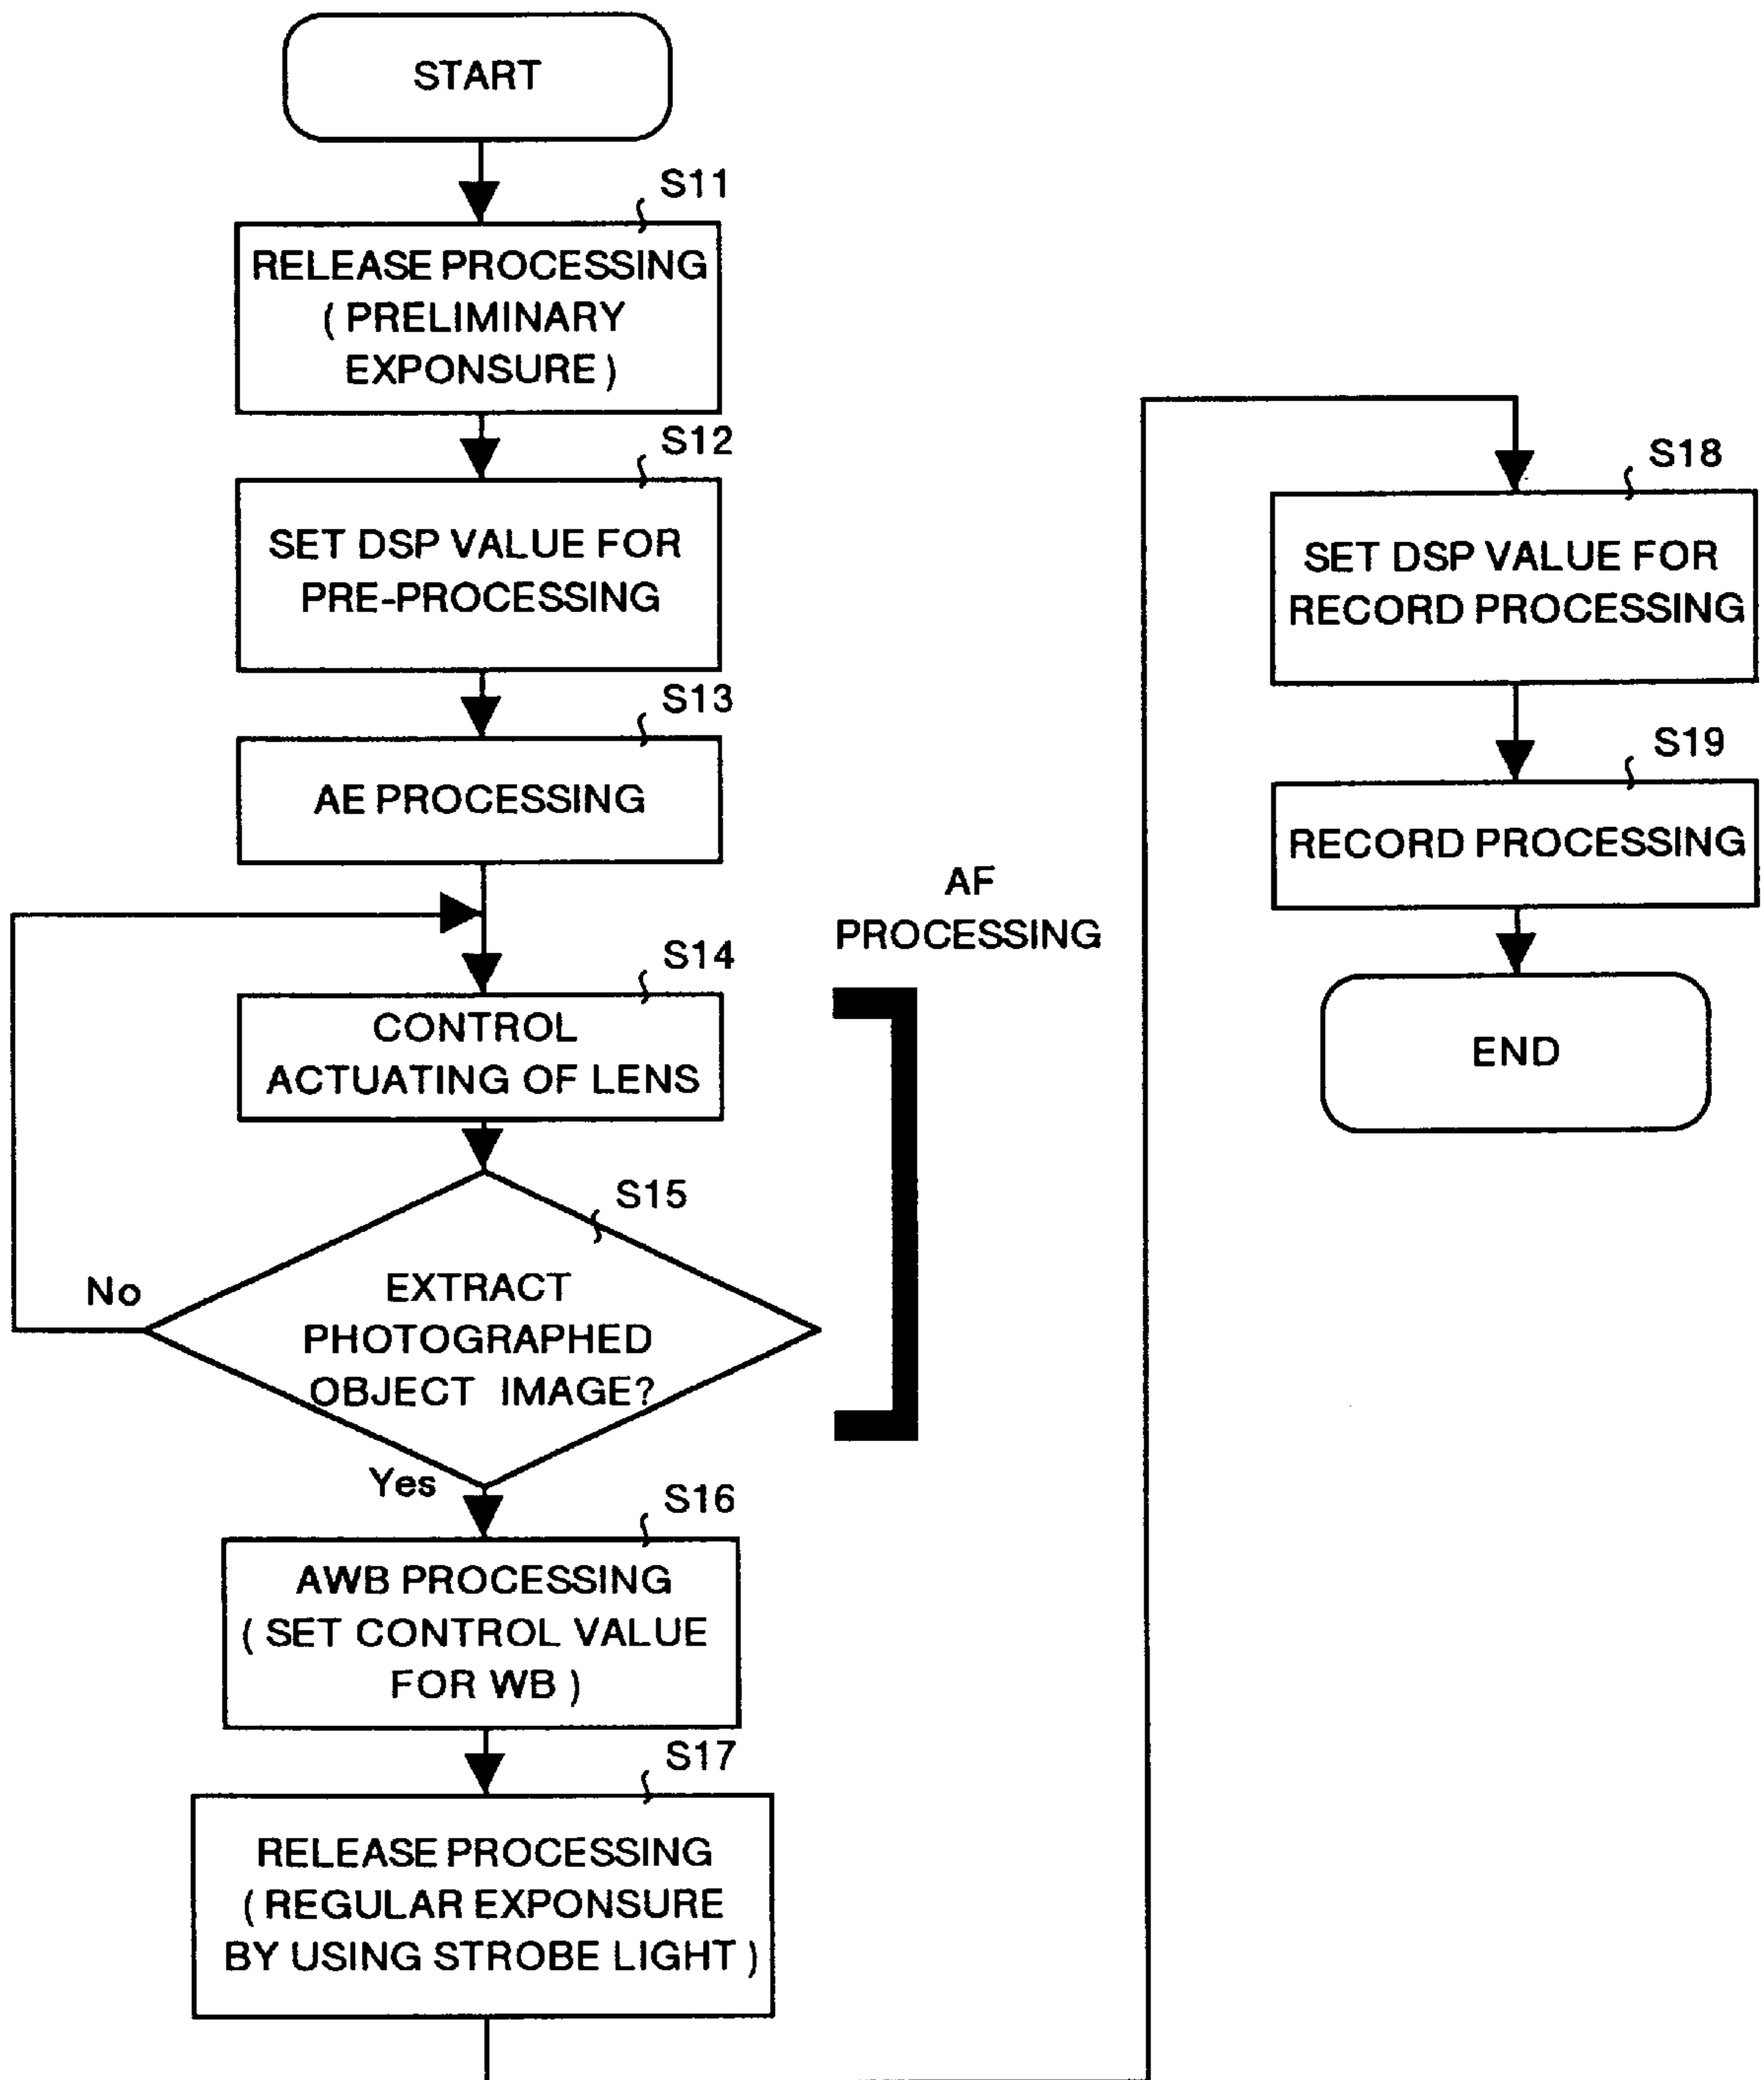 START
S11
RELEASE PROCESSING
( PRELIMINARY
EXPONSURE )
S12
SET DSP VALUE FOR
PRE-PROCESSING
S13
AE PROCESSING
AF
PROCESSING
S14
CONTROL
ACTUATING OF LENS
S15
EXTRACT
PHOTOGRAPHED
OBJECT IMAGE?
No
Yes
S16
AWB PROCESSING
( SET CONTROL VALUE
FOR WB )
S17
RELEASE PROCESSING
( REGULAR EXPONSURE
BY USING STROBE LIGHT )
S18
SET DSP VALUE FOR
RECORD PROCESSING
S19
RECORD PROCESSING
END